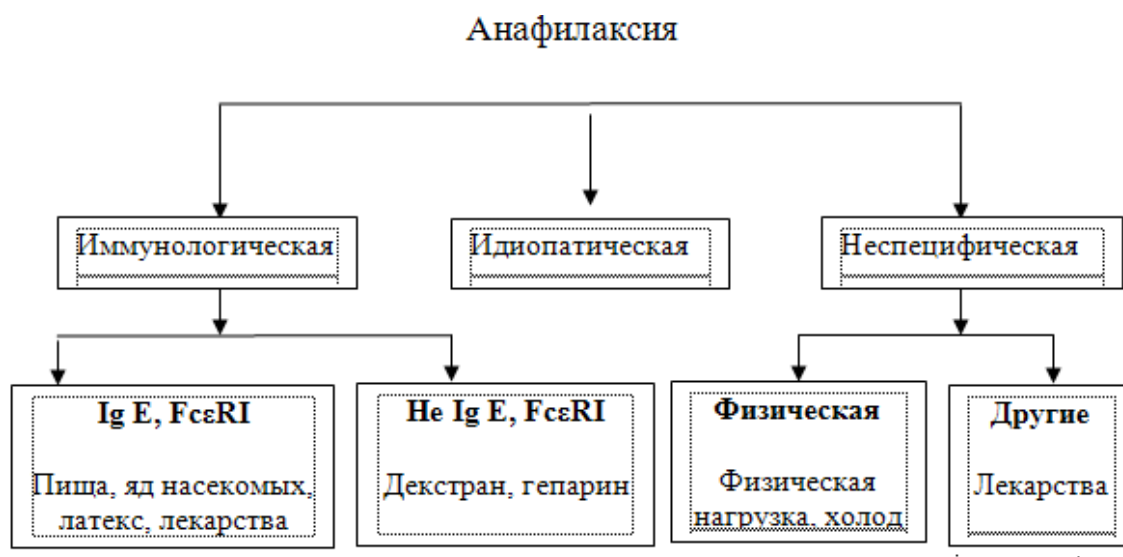 Анафилаксия
Иммунологическая
Идиопатическая
Неспецифическая
Ig E, FcεRI
Пища, яд насекомых,
латекс, лекарства
Не Ig E, FcεRI
Декстран, гепарин
Физическая
Физическая
нагрузка, холод
Другие
Лекарства